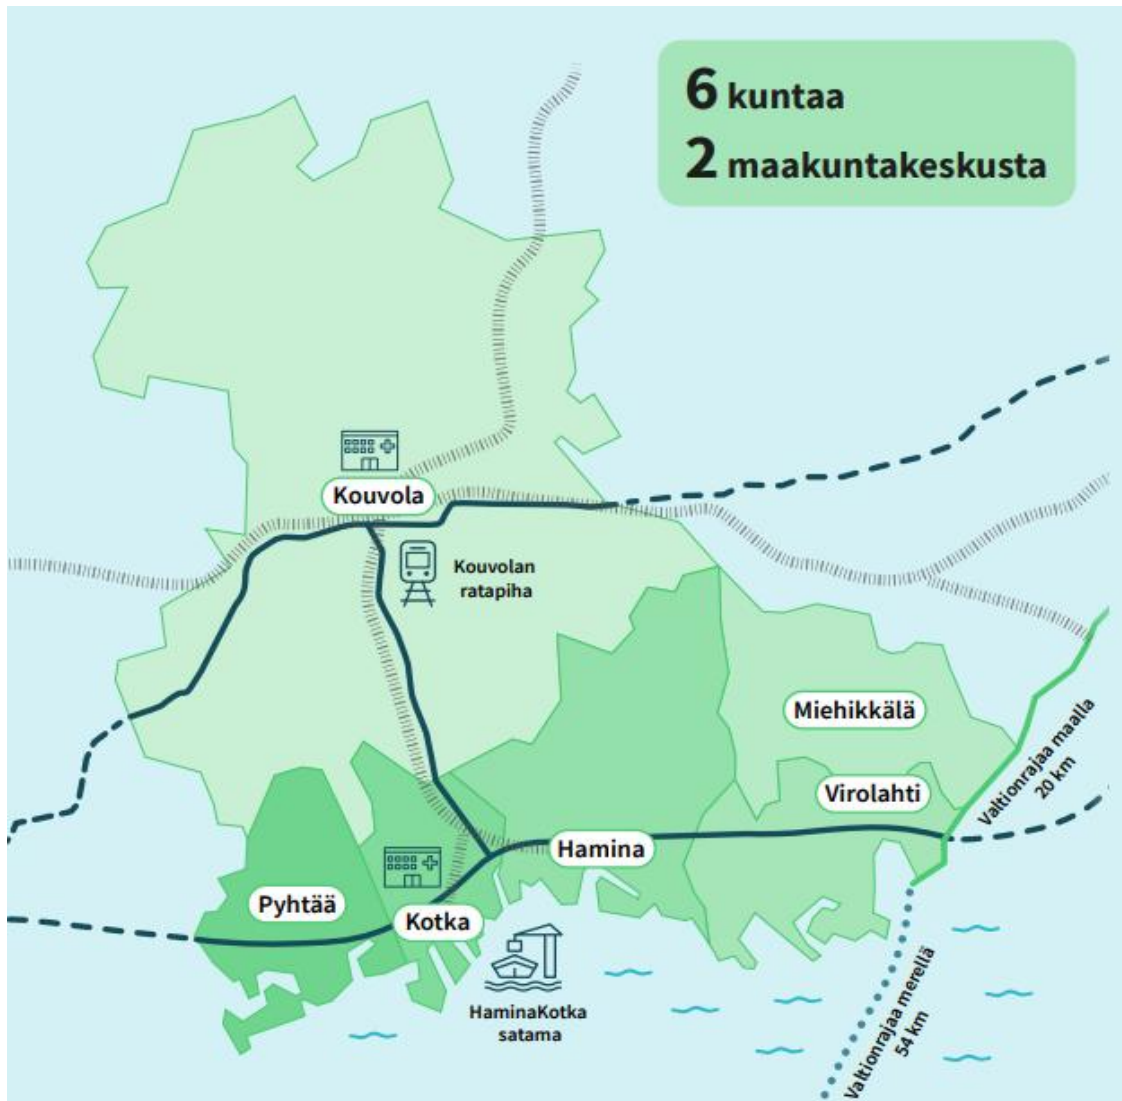 6 kuntaa
2 maakuntakeskusta
Kouvola
Kouvolan
ratapiha
Miehikkälä
Valtionrajaa maalla
20 km
Virolahti
Hamina
Pyhtää
Kotka
HaminaKotka
satama
Valtionrajaa merellä
54 km